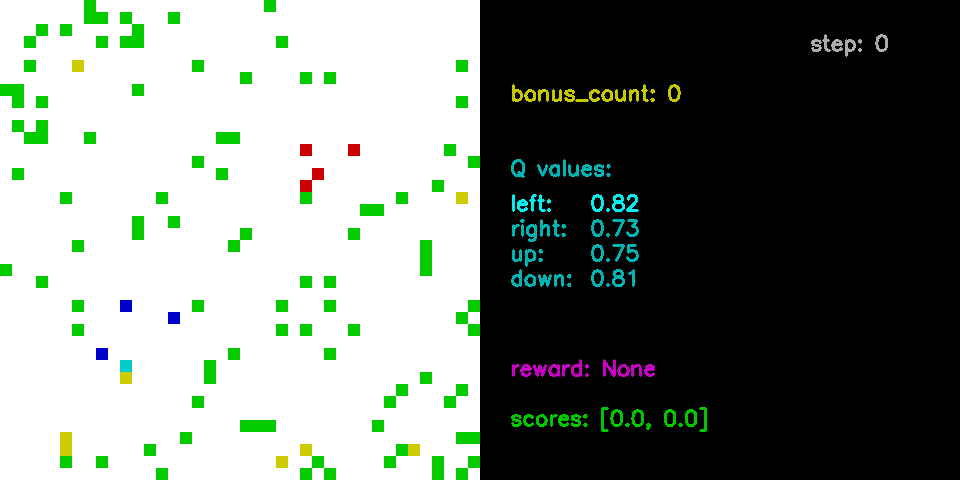 step: 0
bonus_count: 0
Q values:
left: 0.82
right: 0.73
up: 0.75
down: 0.81
reward: None
scores: [0.0, 0.0]